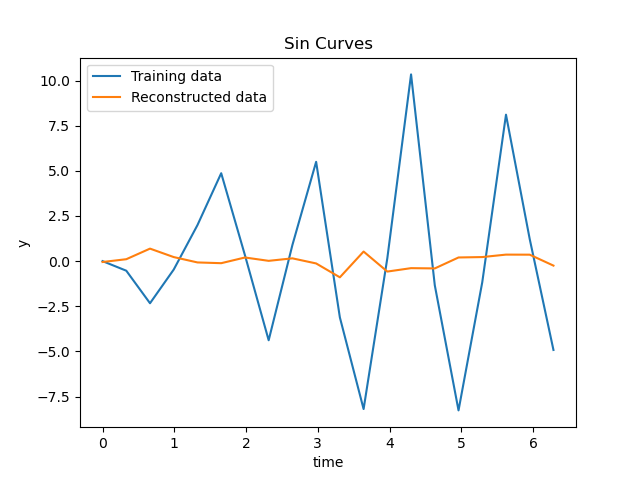 Sin Curves
Training data
Reconstructed data
10.0
7.5
5.0
2.5
0.0
−2.5
−5.0
−7.5
y
0 1 2 3 4 5 6
time